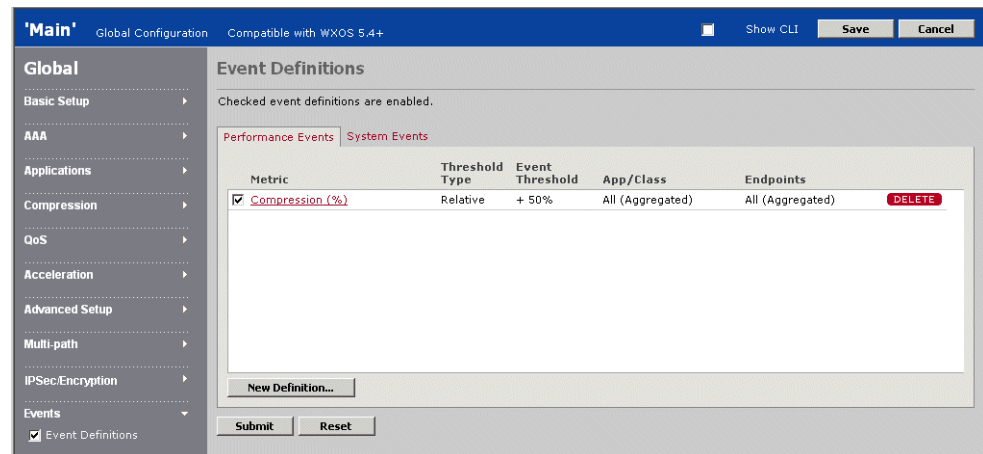 'Main' Global Configuration Compatible with WXOS 5.4+ Show CLI Save Cancel
Global
Basic Setup
AAA
Applications
Compression
QoS
Acceleration
Advanced Setup
Multi-path
IPSec/Encryption
Events
Event Definitions
Event Definitions
Checked event definitions are enabled.
Performance Events System Events
Metric Threshold Type Event Threshold App/Class Endpoints
Compression (%) Relative + 50% All (Aggregated) All (Aggregated) DELETE
New Definition...
Submit Reset